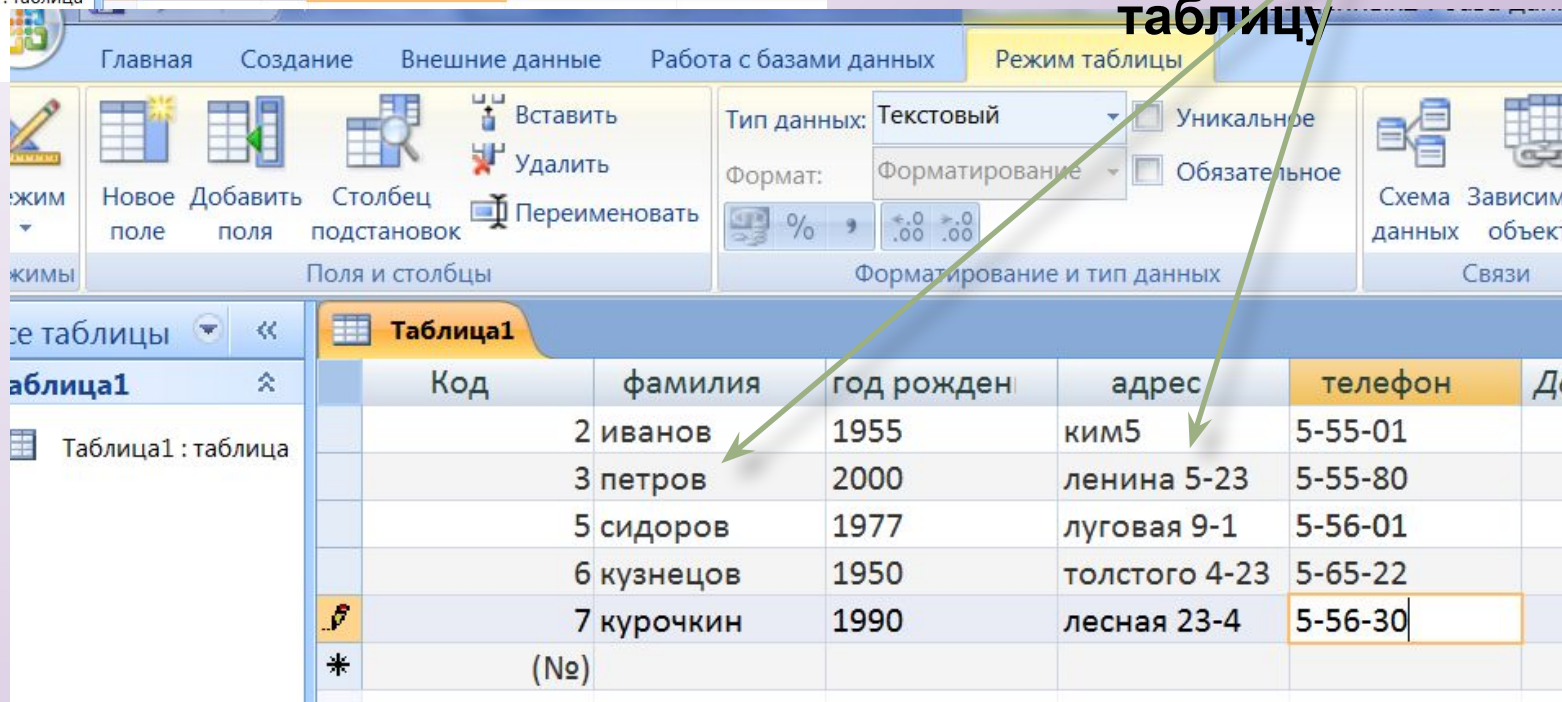 таблицу
Главная Создание Внешние данные Работа с базами данных Режим таблицы
Вставить
Удалить
Переименовать
Новое поле
Добавить поля
Столбец подстановок
Тип данных: Текстовый
Формат: Форматирование
Уникальное
Обязательное
% , ,0 ,00 ,0 ,00
Схема данных
Поля и столбцы Форматирование и тип данных Связи
Таблица1
Код фамилия год рожден адрес телефон
2 иванов 1955 ким5 5-55-01
Таблица1 : таблица
3 петров 2000 ленина 5-23 5-55-80
5 сидоров 1977 луговая 9-1 5-56-01
6 кузнецов 1950 толстого 4-23 5-65-22
7 курочкин 1990 лесная 23-4 5-56-30
(№)